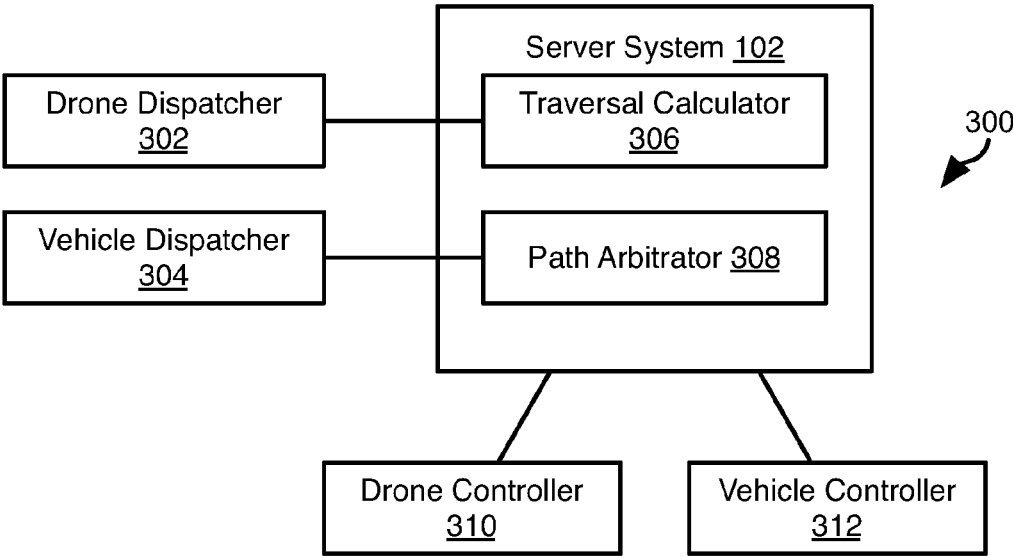 Server System 102
Drone Dispatcher
302
Traversal Calculator
306
300
Vehicle Dispatcher
304
Path Arbitrator 308
Drone Controller
310
Vehicle Controller
312